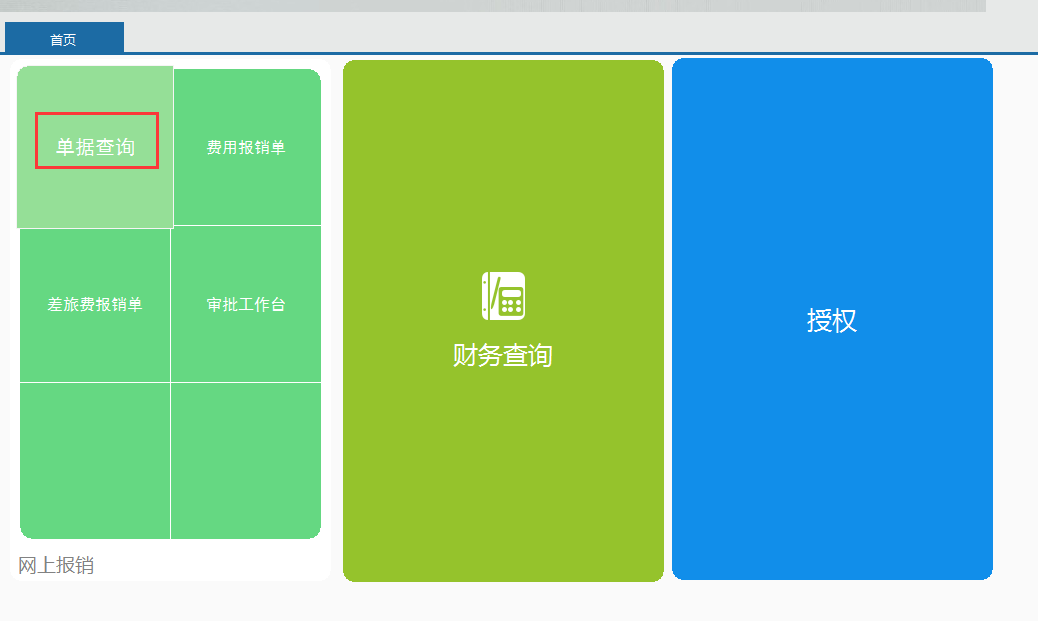 首页
单据查询
费用报销单
差旅费报销单
审批工作台
网上报销
财务查询
授权